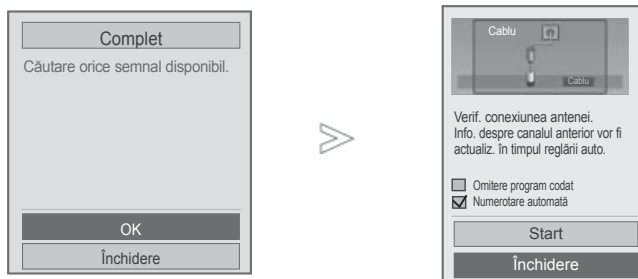 Complet
Căutare orice semnal disponibil.
OK
Închidere
Cablu
Cablu
Verif. conexiunea antenei.
Info. despre canalul anterior vor fi
actualiz. în timpul reglării auto.
Omitere program codat
Numerotare automată
Start
Închidere